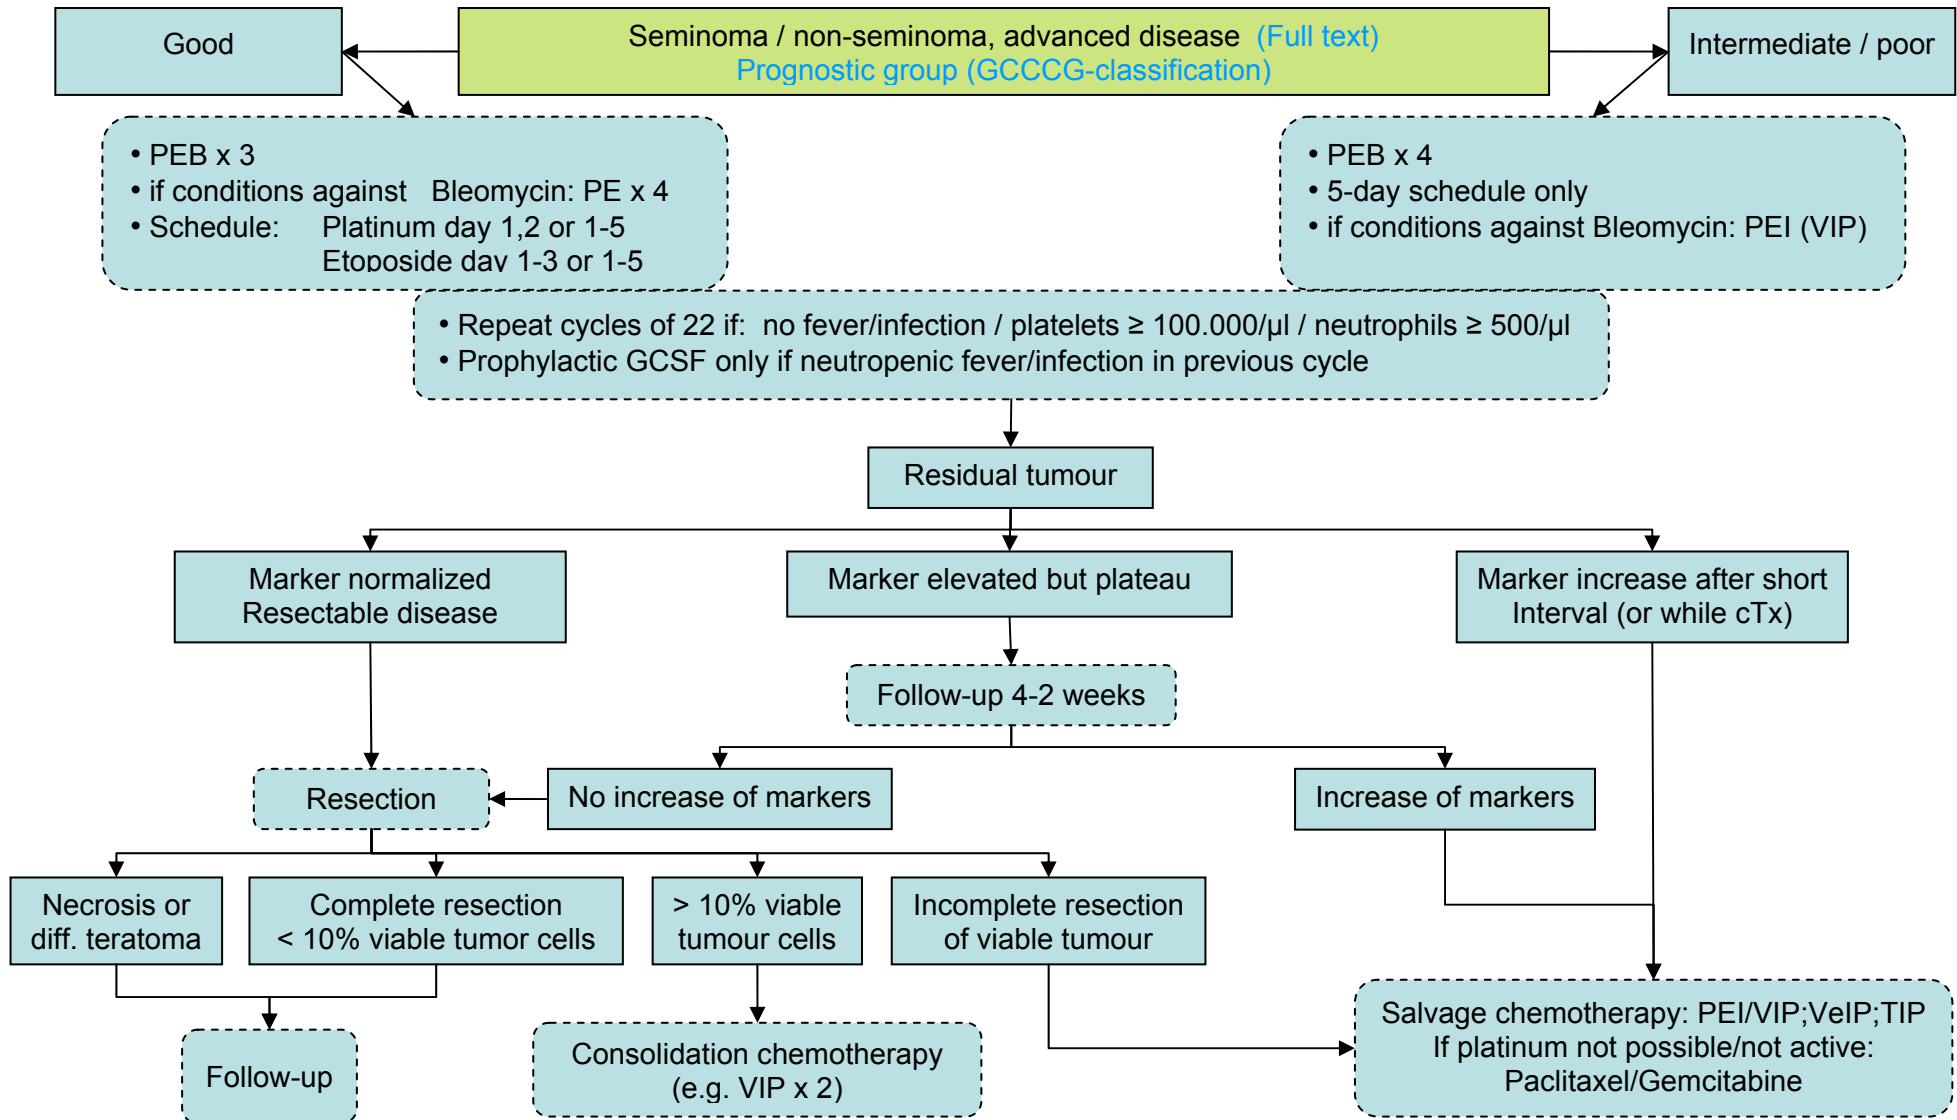 Good
Seminoma / non-seminoma, advanced disease (Full text)
Prognostic group (GCCCG-classification)
Intermediate / poor
• PEB x 3
• if conditions against Bleomycin: PE x 4
• Schedule: Platinum day 1,2 or 1-5
Etoposide day 1-3 or 1-5
• PEB x 4
• 5-day schedule only
• if conditions against Bleomycin: PEI (VIP)
• Repeat cycles of 22 if: no fever/infection / platelets ≥ 100.000/µl / neutrophils ≥ 500/µl
• Prophylactic GCSF only if neutropenic fever/infection in previous cycle
Residual tumour
Marker normalized
Resectable disease
Marker elevated but plateau
Marker increase after short
Interval (or while cTx)
Follow-up 4-2 weeks
Resection
No increase of markers
Increase of markers
Necrosis or
diff. teratoma
Complete resection
< 10% viable tumor cells
> 10% viable
tumour cells
Incomplete resection
of viable tumour
Follow-up
Consolidation chemotherapy
(e.g. VIP x 2)
Salvage chemotherapy: PEI/VIP;VeIP;TIP
If platinum not possible/not active:
Paclitaxel/Gemcitabine